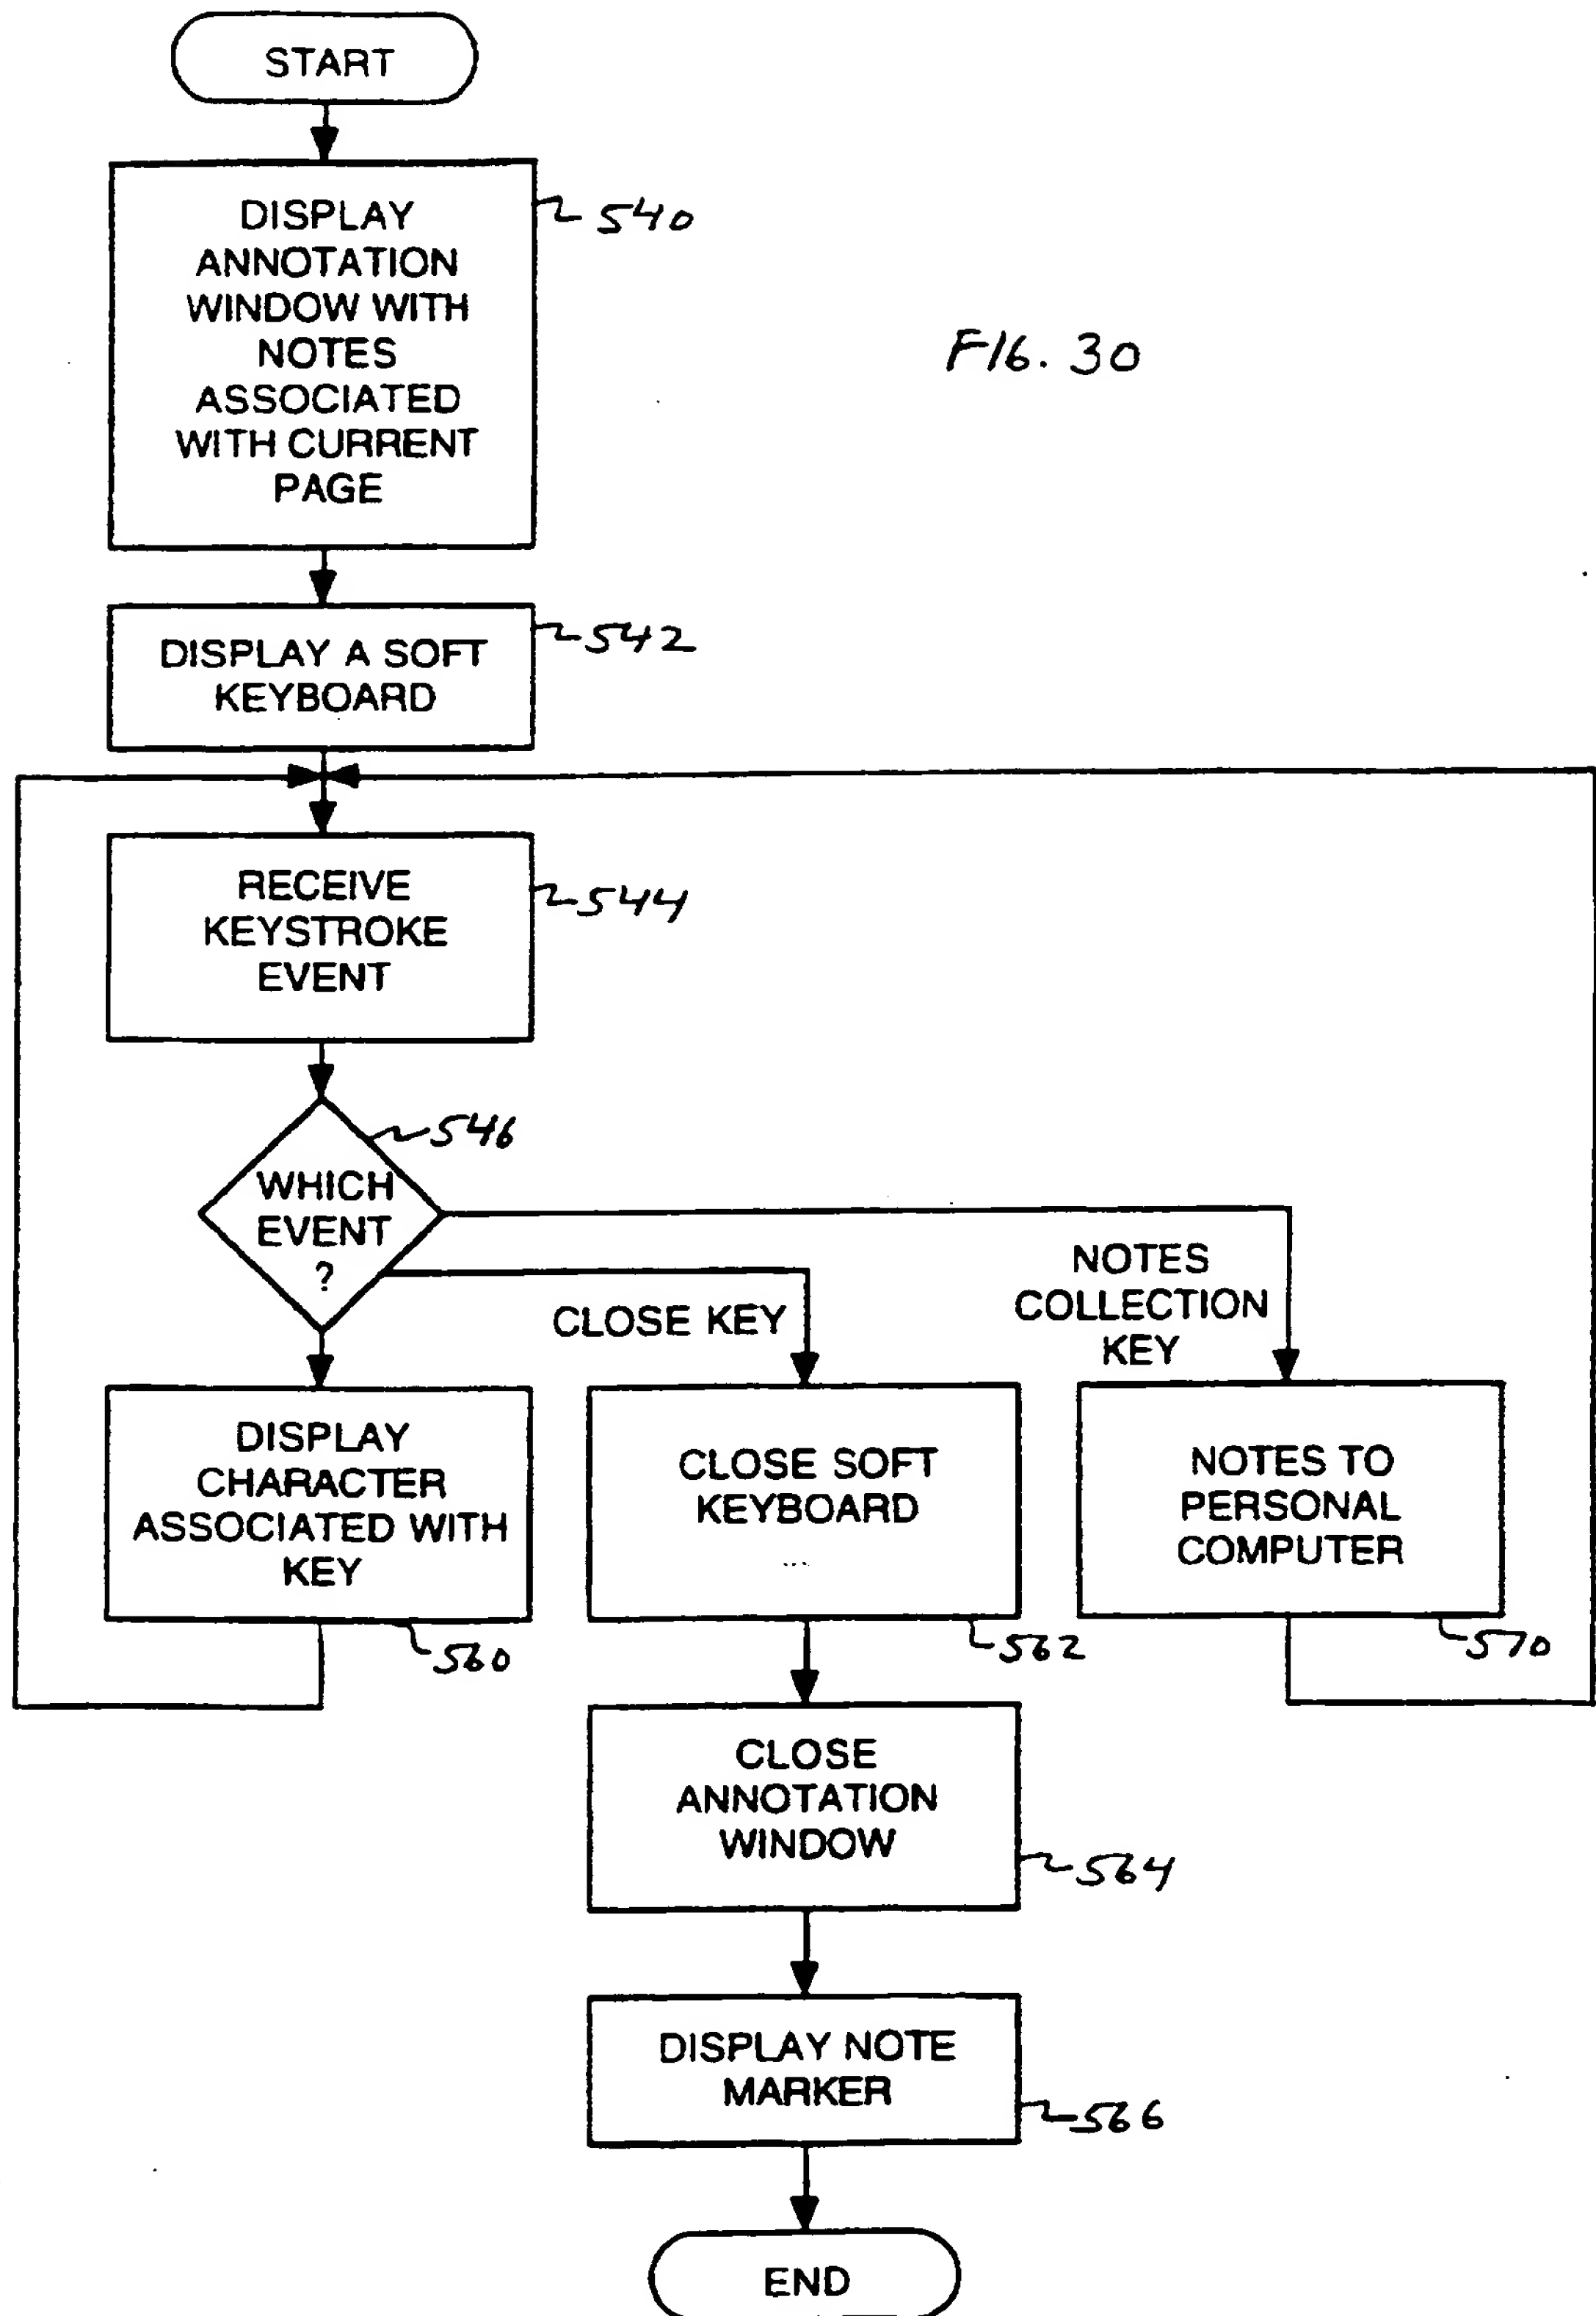 START
DISPLAY
ANNOTATION
WINDOW WITH
NOTES
ASSOCIATED
WITH CURRENT
PAGE
540
FIG. 30
DISPLAY A SOFT
KEYBOARD
542
RECEIVE
KEYSTROKE
EVENT
544
WHICH
EVENT
?
546
CLOSE KEY
NOTES
COLLECTION
KEY
DISPLAY
CHARACTER
ASSOCIATED WITH
KEY
560
CLOSE SOFT
KEYBOARD
...
562
NOTES TO
PERSONAL
COMPUTER
570
CLOSE
ANNOTATION
WINDOW
564
DISPLAY NOTE
MARKER
566
END